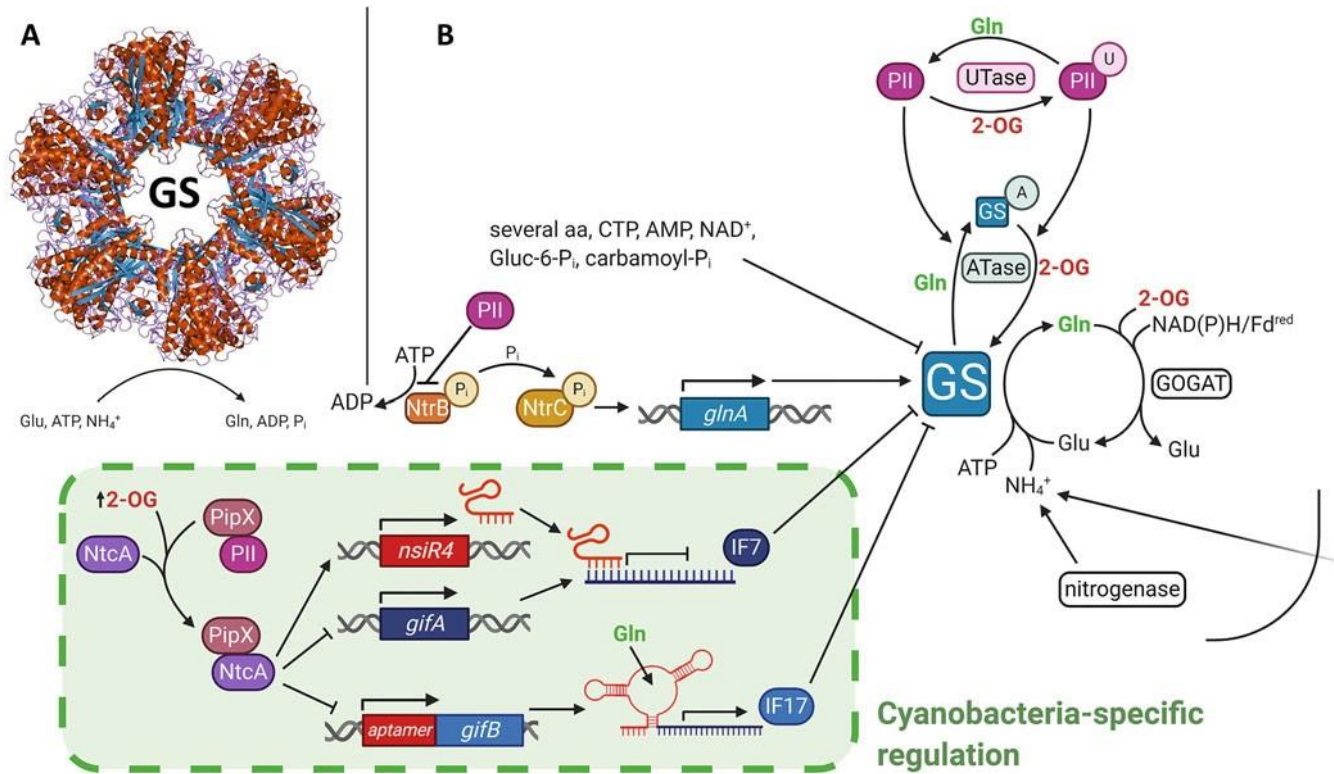 A
GS
Glu, ATP, NH₄⁺
Gln, ADP, Pᵢ
B
Gln
PII
UTase
PII
U
2-OG
GS
A
several aa, CTP, AMP, NAD⁺,
Gluc-6-Pᵢ, carbamoyl-Pᵢ
Gln
ATase
2-OG
PII
ATP
Pᵢ
Pᵢ
Pᵢ
ADP
NtrB
NtrC
glnA
GS
Gln
2-OG
NAD(P)H/Fdʳᵉᵈ
GOGAT
Glu
Glu
ATP
NH₄⁺
nitrogenase
↑2-OG
PipX
NtcA
PII
PipX
NtcA
nsiR4
IF7
gifA
Gln
aptamer
gifB
IF17
Cyanobacteria-specific
regulation